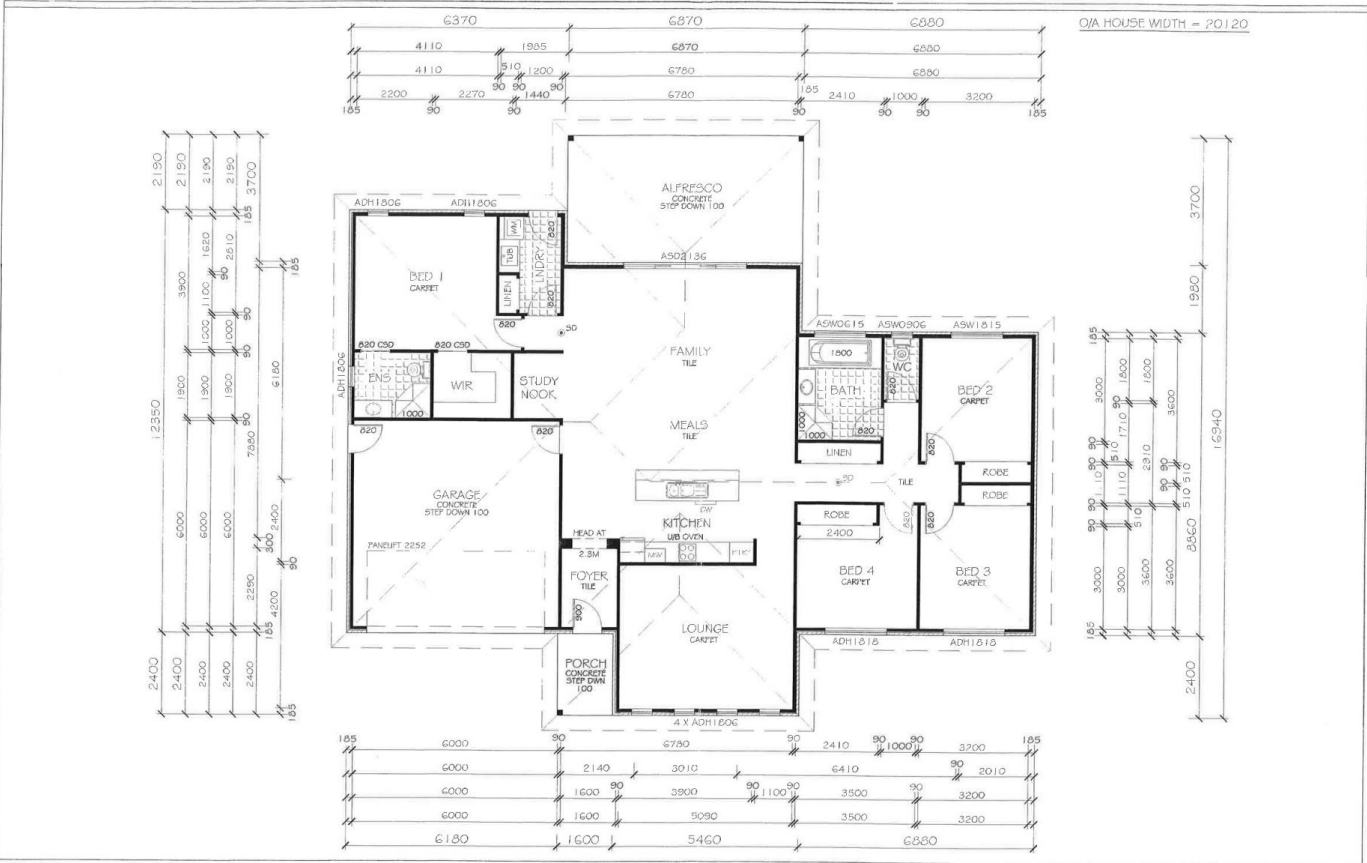 O/A HOUSE WIDTH = 20120
6370 6870 6880
4110 1985 6870 6880
4110 510 1200 6780 6880
90 90 90
185 2200 90 2270 90 1440 6780 185 90 2410 90 1000 90 3200 185
2190 2190 2190 2190 3700
185
3900 1620 2810
90
1100
90
1000 1000
90
185
6180
12350
1900 1900 1900
90
7880
6000 6000 6000
2400
300
90
2290
4200
185
2400 2400 2400 2400 2400
185
ALFRESCO
CONCRETE
STEP DOWN 100
ADH1806 ADH1806
WM
820
TUB
LNDRY
ASD2136
BED 1
CARPET
LINEN
820
820
SD
820 CSD 820 CSD
ADH1806
ENS
WIR
STUDY
NOOK
1000
FAMILY
TILE
MEALS
TILE
ASW0615 ASW0906 ASW1815
1800
WC
820
BATH
BED 2
CARPET
1000
1000
820
820
LINEN
820 820
GARAGE
CONCRETE
STEP DOWN 100
SD
TILE
ROBE
ROBE
DW
KITCHEN
U/B OVEN
ROBE
2400
820
820
PANELIFT 2252
HEAD AT
2.3M
MW
PTRY
FOYER
TILE
900
BED 4
CARPET
BED 3
CARPET
LOUNGE
CARPET
ADH1818 ADH1818
PORCH
CONCRETE
STEP DWN
100
4 X ADH1806
3700
1980
16940
185
3000 1800 1800
3600
90 90
1710
90
510
90 90
2910
90
510
1110 1110
90
510
90
510
8860
3000 3000 3600 3600
185
2400
185 6000 90 6780 90 2410 90 1000 90 3200 185
6000 2140 3010 6410 90 2010
6000 1600 90 3900 90 1100 90 3500 90 3200
6000 1600 5090 3500 3200
6180 1600 5460 6880